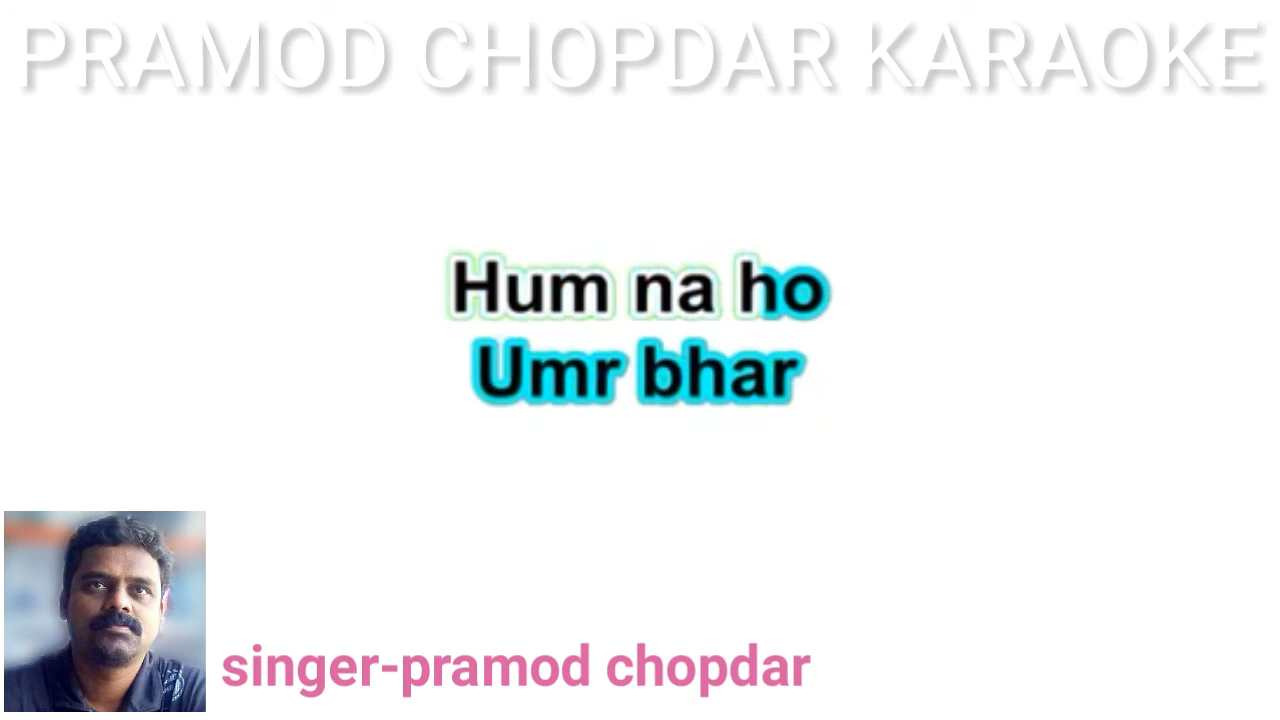 PRAMOD CHOPDAR KARAOKE
Hum na ho
Umr bhar
singer-pramod chopdar